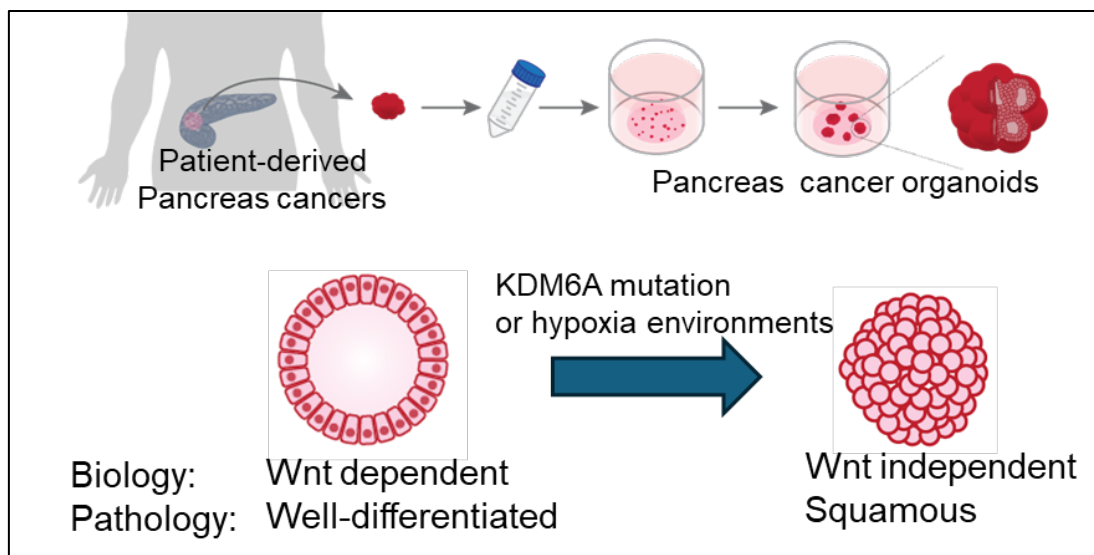 Patient-derived
Pancreas cancers
Pancreas cancer organoids
KDM6A mutation
or hypoxia environments
Biology: Wnt dependent Wnt independent
Pathology: Well-differentiated Squamous